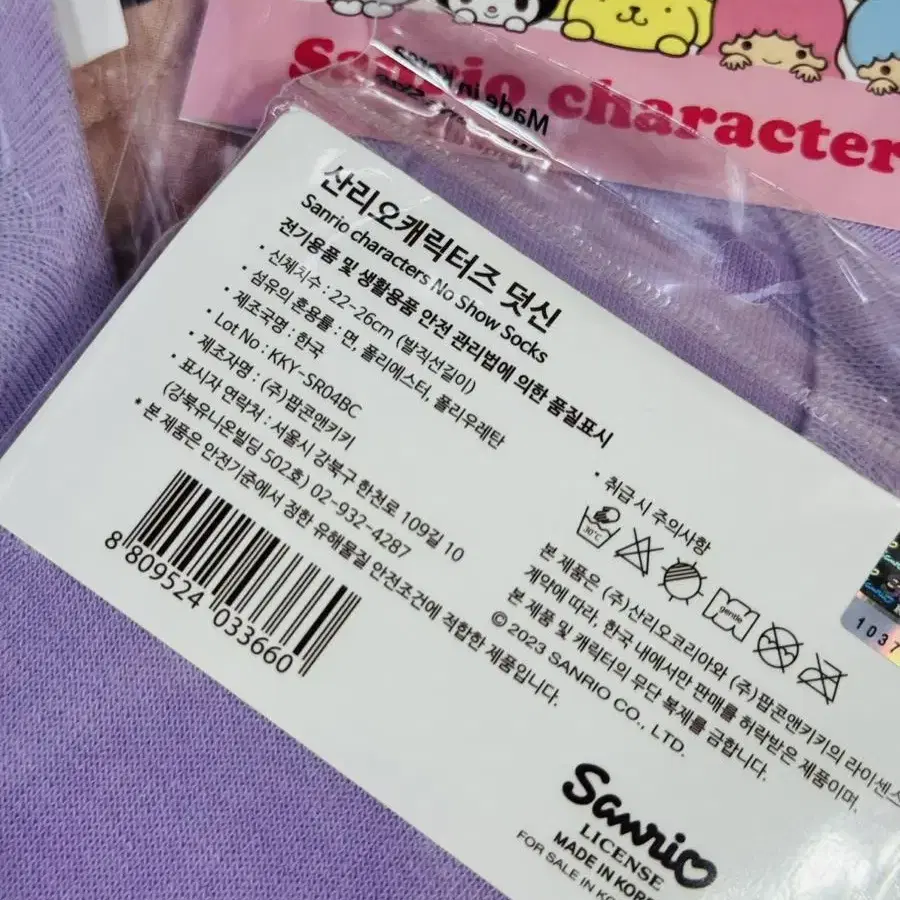 sanrio character
Made in Korea
산리오캐릭터즈 덧신
Sanrio characters No Show Socks
전기용품 및 생활용품 안전 관리법에 의한 품질표시
· 신체치수 : 22-26cm (발직선길이)
· 섬유의 혼용률 : 면, 폴리에스터, 폴리우레탄
· 제조국명 : 한국
· Lot No : KKY-SR04BC
· 제조자명 : (주)팝콘앤키키
· 표시자 연락처 : 서울시 강북구 한천로 109길 10
(강북유니온빌딩 502호) 02-932-4287
* 본 제품은 안전기준에서 정한 유해물질 안전조건에 적합한 제품입니다.
8 809524 033660
· 취급 시 주의사항
30℃
gentle
본 제품은 (주)산리오코리아와 (주)팝콘앤키키의 라이센스
계약에 따라, 한국 내에서만 판매를 허락받은 제품이며,
본 제품 및 캐릭터의 무단 복제를 금합니다.
© 2023 SANRIO CO., LTD.
1037
Sanrio
LICENSE
MADE IN KOREA
FOR SALE IN